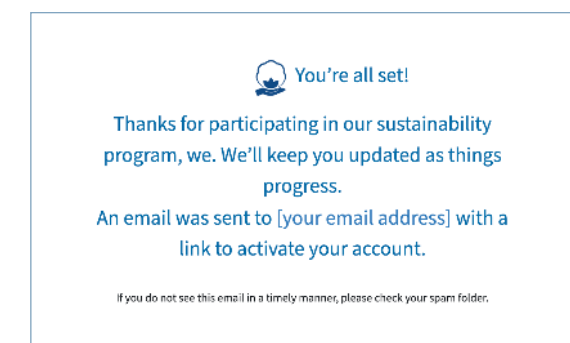 You're all set!
Thanks for participating in our sustainability
program, we. We'll keep you updated as things
progress.
An email was sent to [your email address] with a
link to activate your account.
If you do not see this email in a timely manner, please check your spam folder.